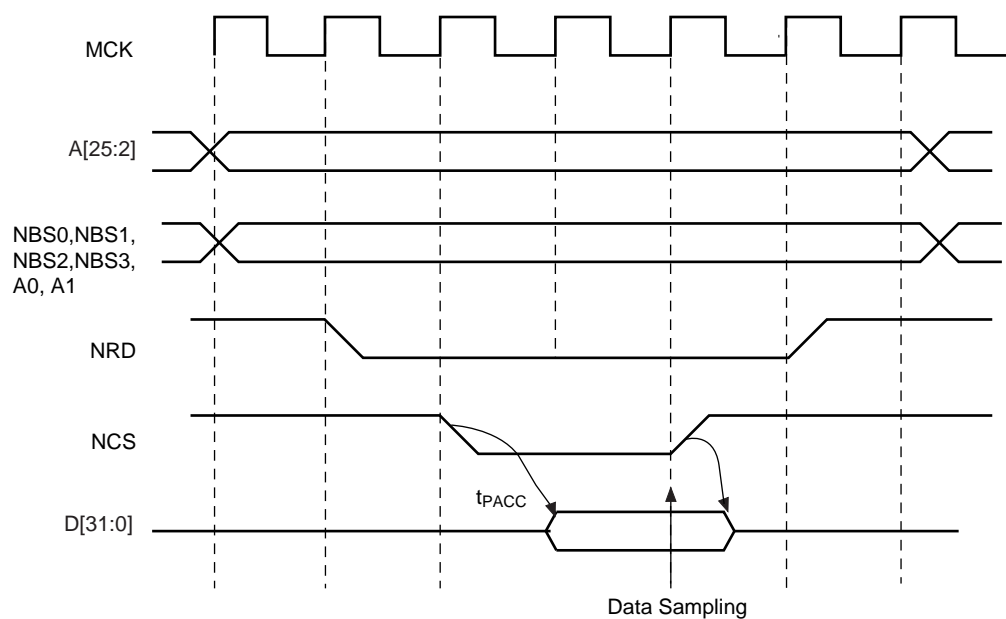 MCK
A[25:2]
NBS0,NBS1,
NBS2,NBS3,
A0, A1
NRD
NCS
tPACC
D[31:0]
Data Sampling